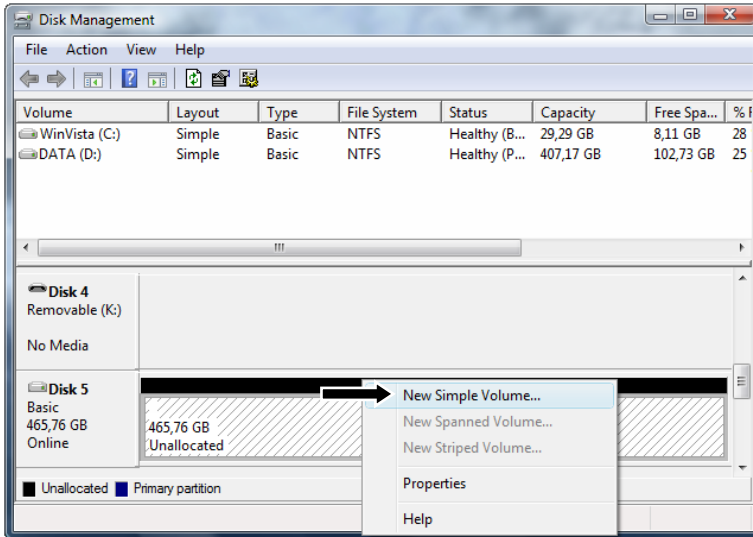 Disk Management
File Action View Help
Volume Layout Type File System Status Capacity Free Spa... %
WinVista (C:) Simple Basic NTFS Healthy (B... 29,29 GB 8,11 GB 28
DATA (D:) Simple Basic NTFS Healthy (P... 407,17 GB 102,73 GB 25
Disk 4
Removable (K:)
No Media
Disk 5
Basic
465,76 GB
Online
465,76 GB
Unallocated
New Simple Volume...
New Spanned Volume...
New Striped Volume...
Properties
Help
Unallocated Primary partition